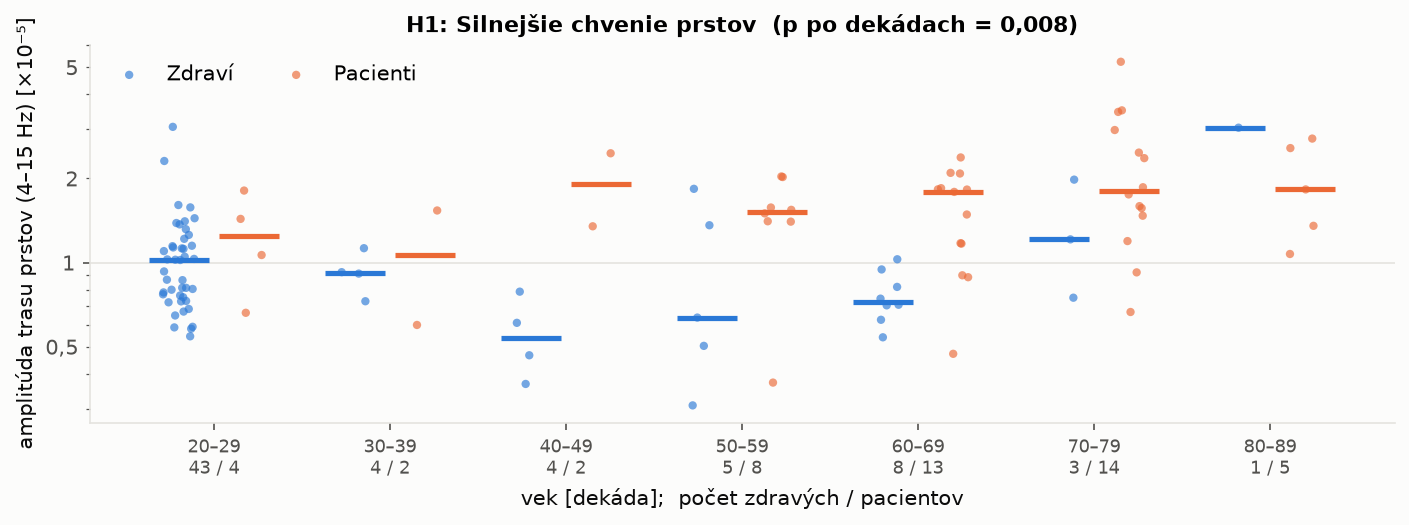 H1: Silnejšie chvenie prstov  (p po dekádach = 0,008)
amplitúda trasu prstov (4–15 Hz) [×10⁻⁵]
Zdraví
Pacienti
5
2
1
0,5
20–29 30–39 40–49 50–59 60–69 70–79 80–89
43 / 4 4 / 2 4 / 2 5 / 8 8 / 13 3 / 14 1 / 5
vek [dekáda];  počet zdravých / pacientov